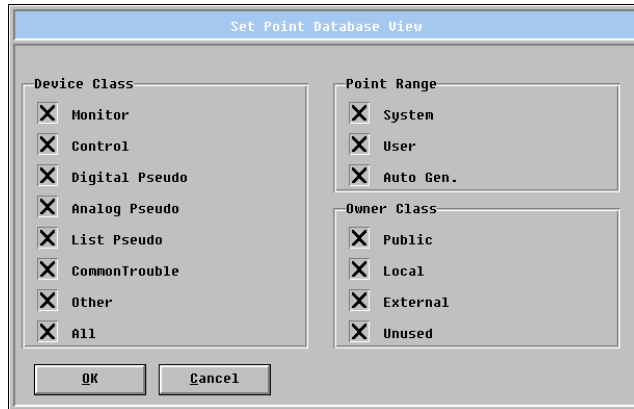 Set Point Database View
Device Class
Monitor
Control
Digital Pseudo
Analog Pseudo
List Pseudo
CommonTrouble
Other
All
Point Range
System
User
Auto Gen.
Owner Class
Public
Local
External
Unused
OK
Cancel